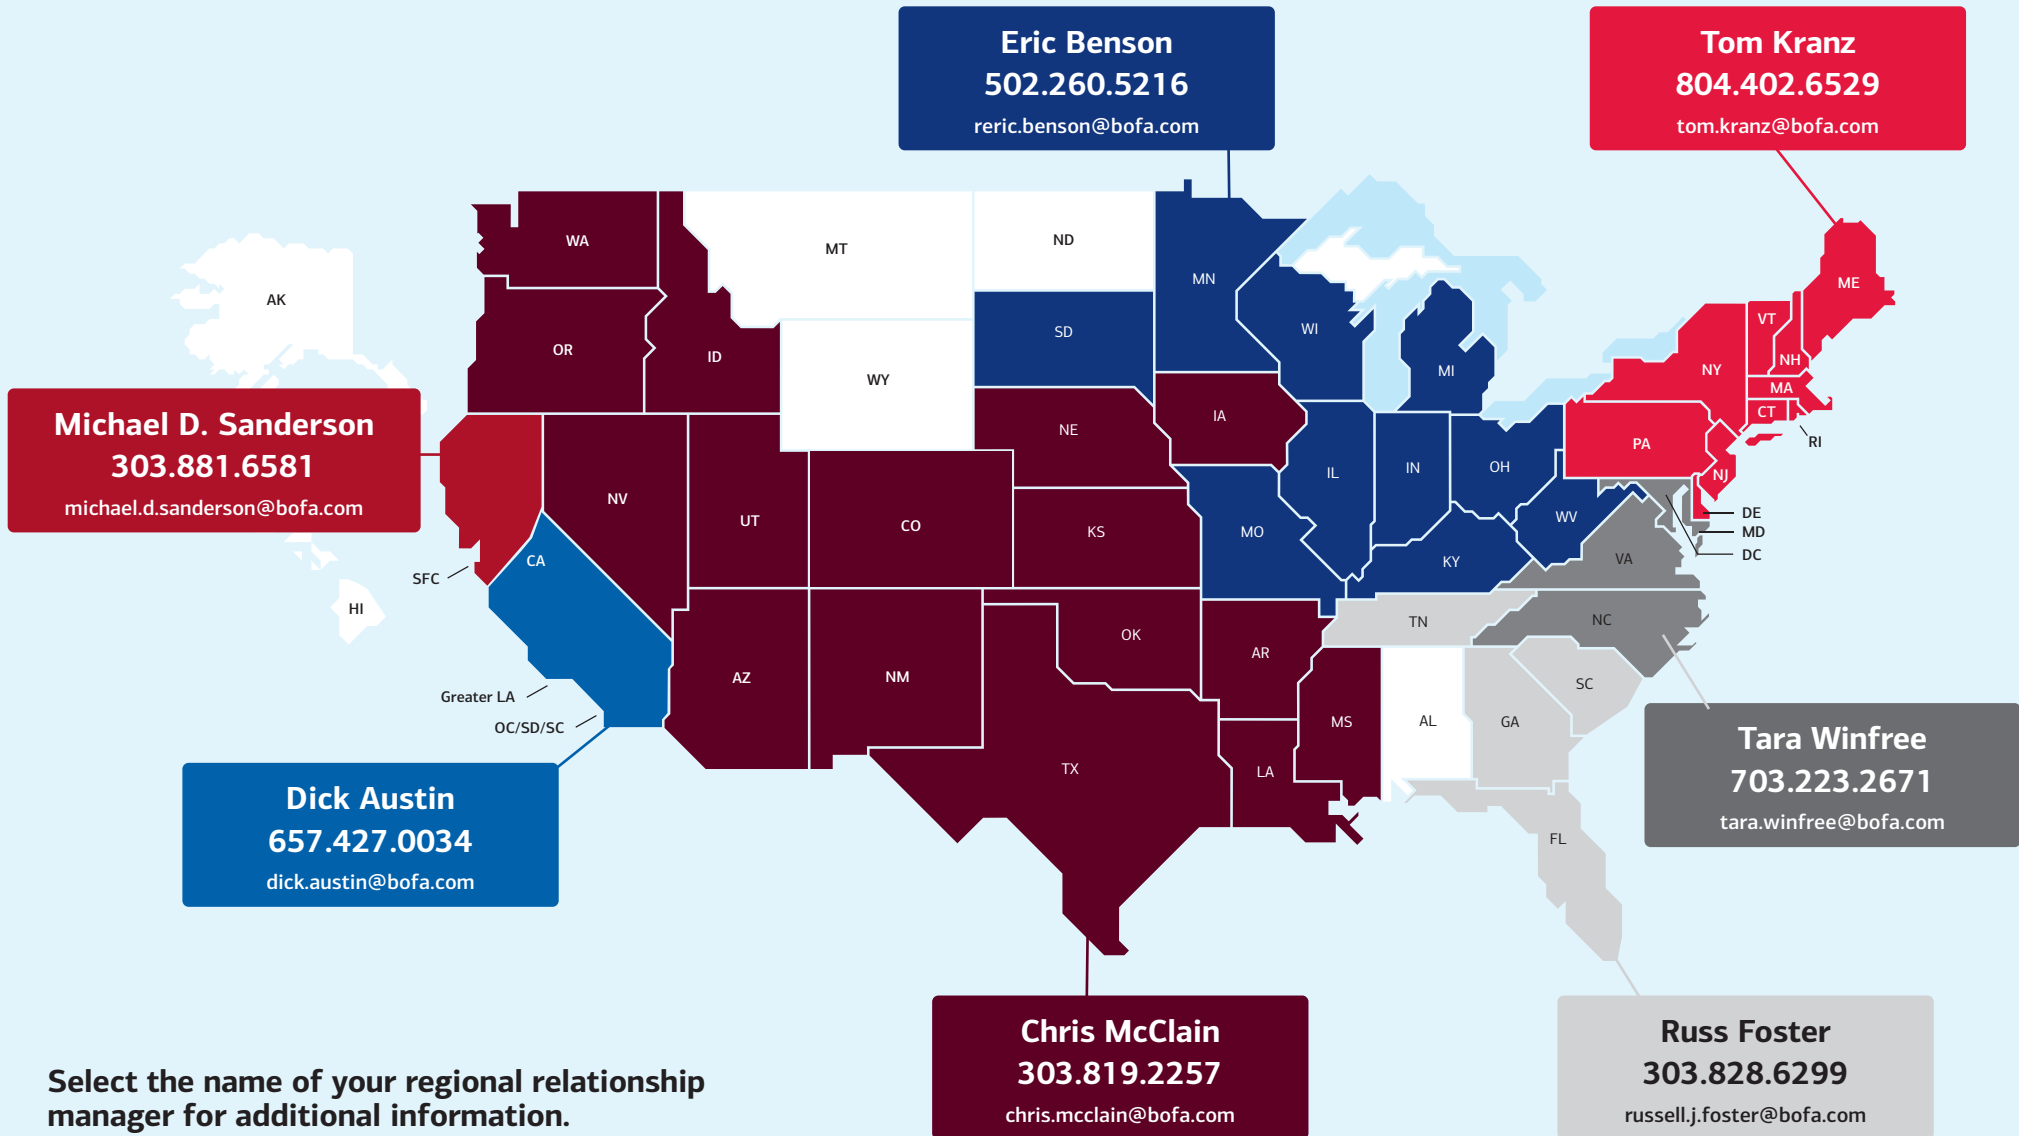 Eric Benson
502.260.5216
reric.benson@bofa.com
Tom Kranz
804.402.6529
tom.kranz@bofa.com
WA
MT
ND
MN
ME
AK
SD
WI
VT
OR
ID
WY
MI
NY
NH
MA
CT
RI
Michael D. Sanderson
303.881.6581
michael.d.sanderson@bofa.com
NE
IA
PA
NJ
NV
UT
CO
KS
MO
IL
IN
OH
WV
KY
VA
DE
MD
DC
CA
SFC
HI
TN
NC
AZ
NM
OK
AR
SC
Greater LA
OC/SD/SC
TX
LA
MS
AL
GA
FL
Tara Winfree
703.223.2671
tara.winfree@bofa.com
Dick Austin
657.427.0034
dick.austin@bofa.com
Chris McClain
303.819.2257
chris.mcclain@bofa.com
Russ Foster
303.828.6299
russell.j.foster@bofa.com
Select the name of your regional relationship
manager for additional information.